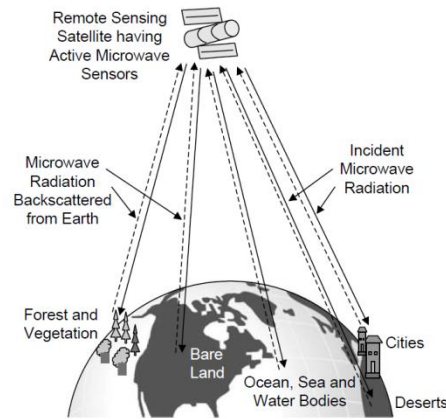 Remote Sensing
Satellite having
Active Microwave
Sensors
Microwave
Radiation
Backscattered
from Earth
Incident
Microwave
Radiation
Forest and
Vegetation
Bare
Land
Cities
Ocean, Sea and
Water Bodies
Deserts